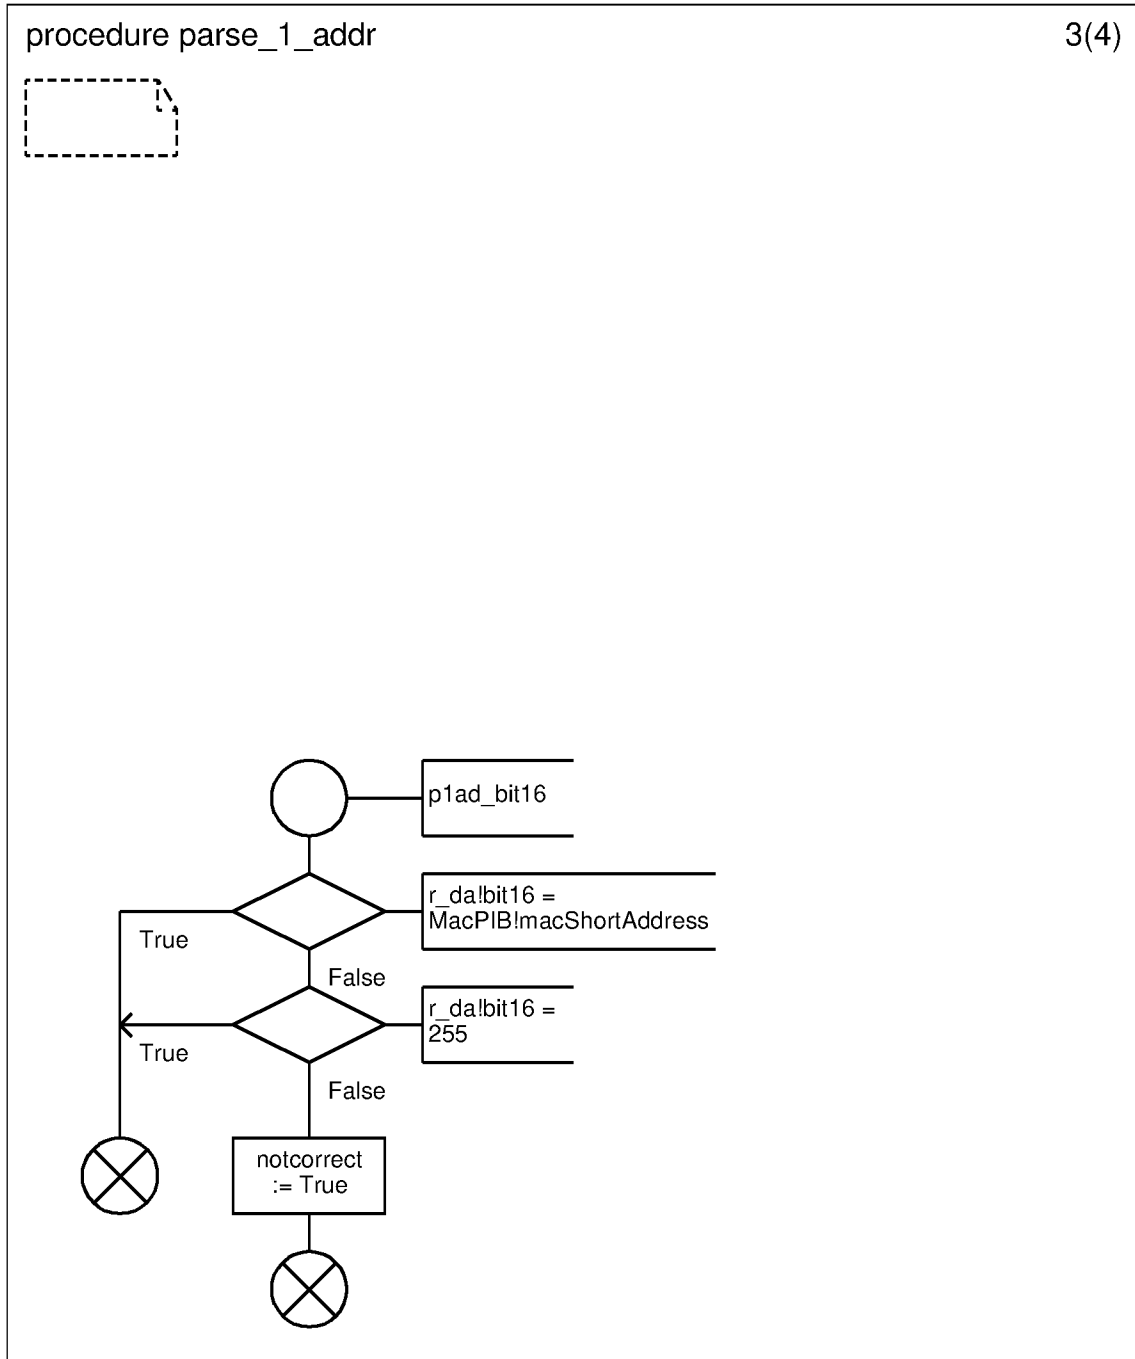 procedure parse_1_addr
3(4)
p1ad_bit16
r_da!bit16 =
MacPIB!macShortAddress
True
False
r_da!bit16 =
255
True
False
notcorrect
:= True